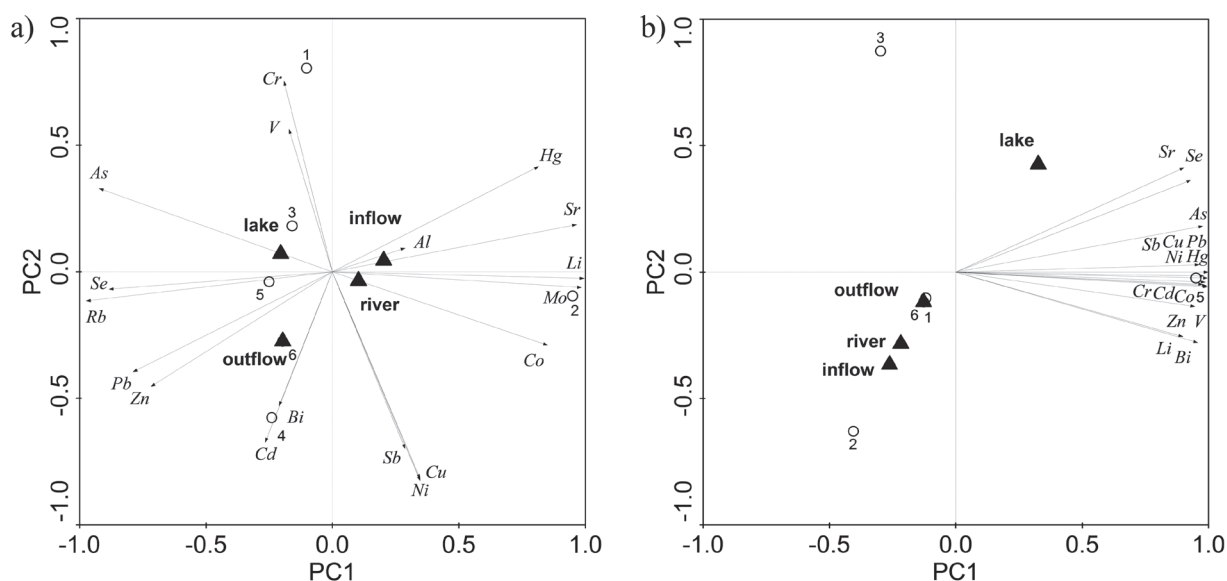 a)
1.0
0.5
0.0
-0.5
-1.0
PC2
-1.0 -0.5 0.0 0.5 1.0
PC1
1
Cr
V
Hg
As
3
lake
inflow
Sr
Al
Li
Se
5
river
Mo
2
Rb
outflow
6
Co
Pb
Zn
Bi
4
Cd
Sb
Cu
Ni
b)
1.0
0.5
0.0
-0.5
-1.0
PC2
-1.0 -0.5 0.0 0.5 1.0
PC1
3
lake
Sr Se
As
Sb Cu Pb
Ni Hg
outflow
Cr Cd Co 5
6 1
Zn V
river
Li Bi
inflow
2